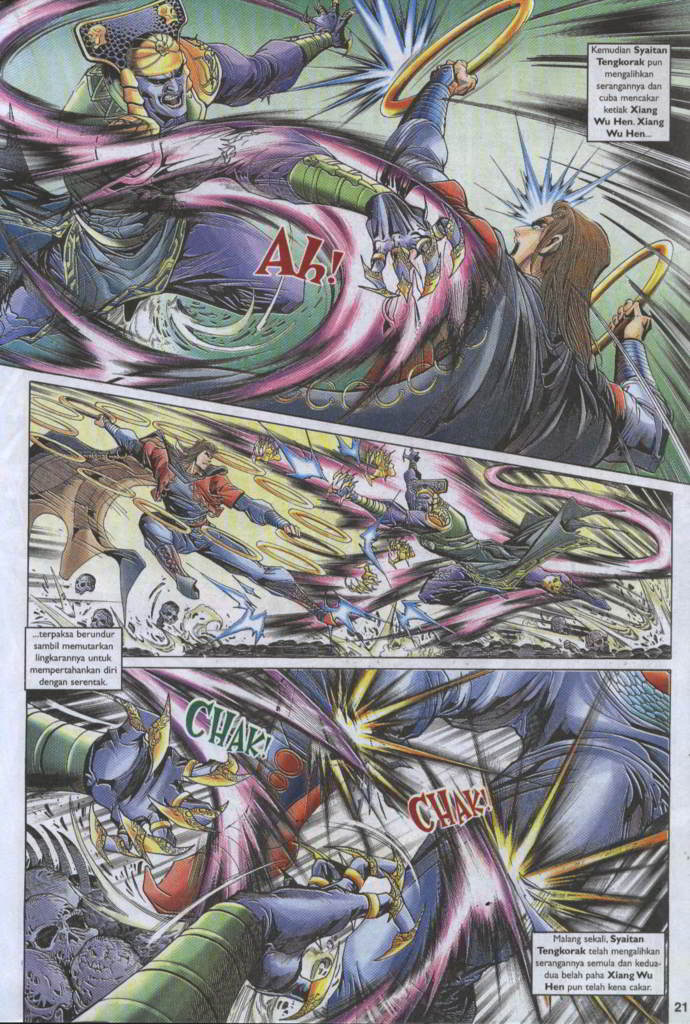 Kemudian Syaitan
Tengkorak pun
mengalihkan
serangannya dan
cuba mencakar
ketiak Xiang
Wu Hen. Xiang
Wu Hen...
Ah!
...terpaksa berundur
sambil memutarkan
lingkarannya untuk
mempertahankan diri
dengan serentak.
CHAK!
CHAK!
Malang sekali, Syaitan
Tengkorak telah mengalihkan
serangannya semula dan kedua-
dua belah paha Xiang Wu
Hen pun telah kena cakar.
21